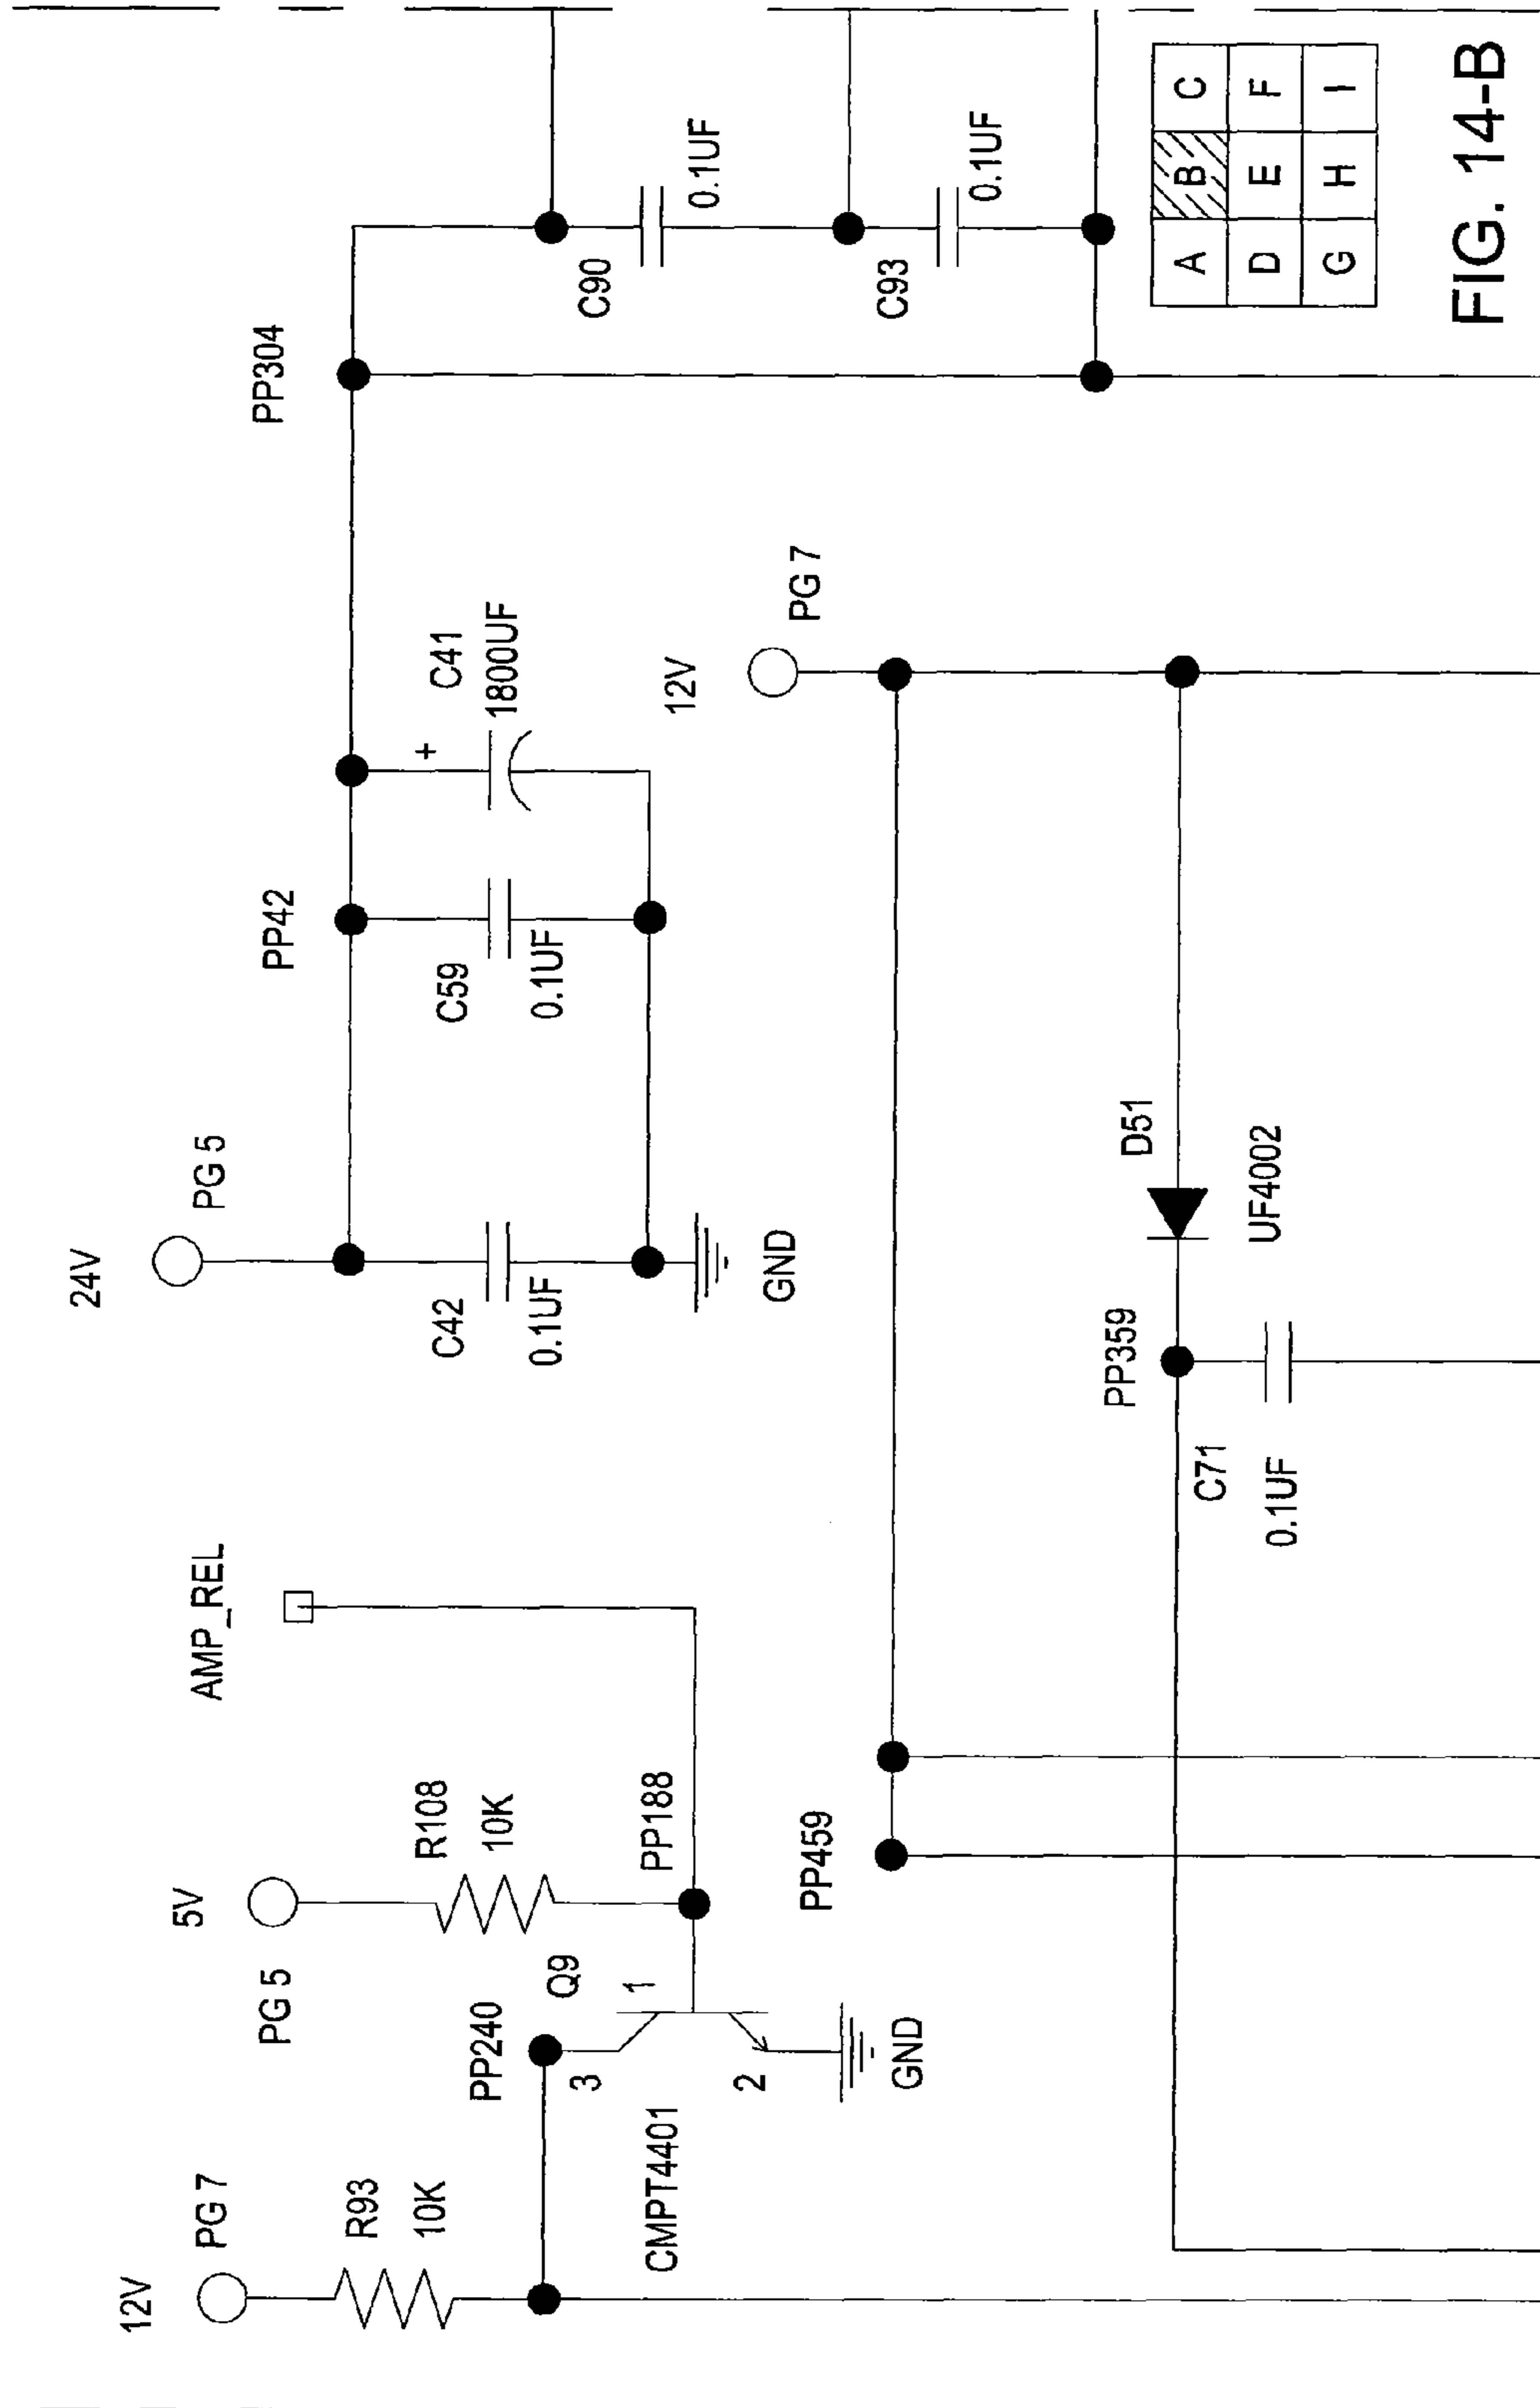 12V
PG 7
R93
10K
PP240
3
Q9
1
2
CMPT4401
GND
5V
PG 5
R108
10K
PP188
AMP_REL
24V
PG 5
C42
0.1UF
GND
PP42
C59
0.1UF
+
C41
1800UF
PP304
C90
0.1UF
C93
0.1UF
12V
PG 7
PP459
PP359
C71
0.1UF
D51
UF4002
A B C
D E F
G H I
FIG. 14-B